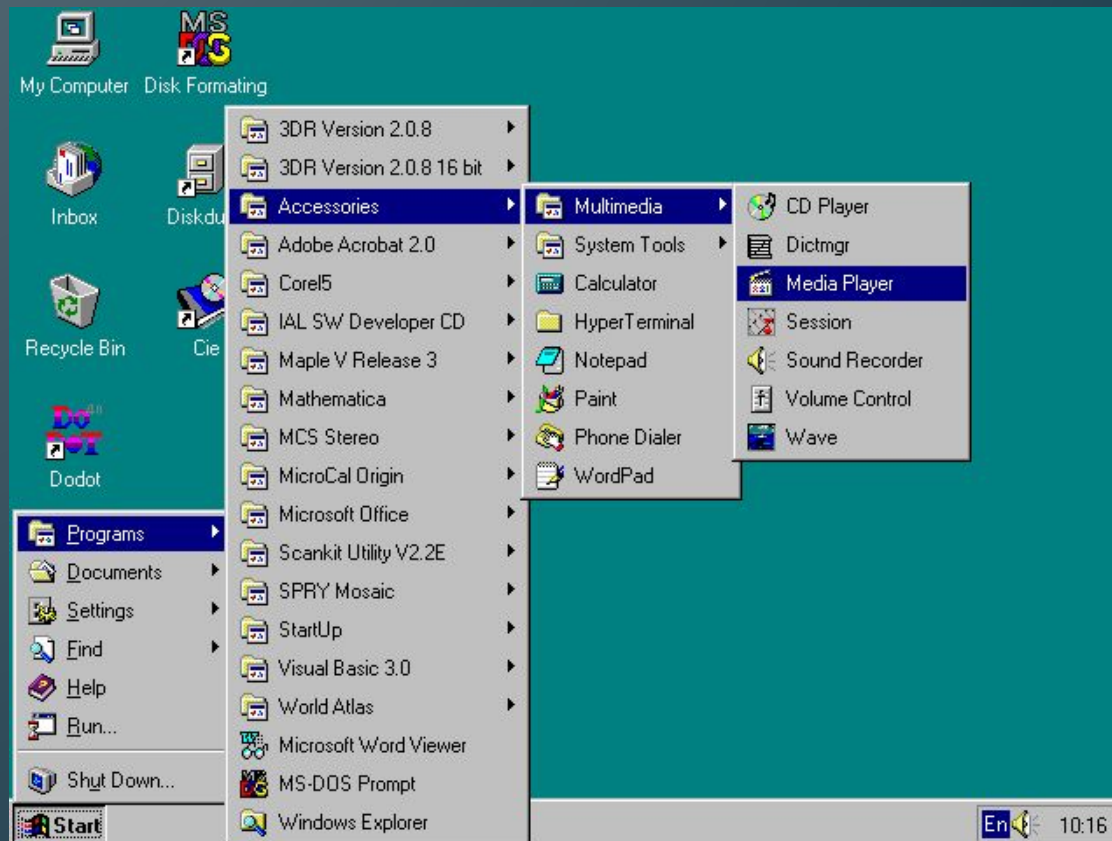 My Computer
Disk Formating
Inbox
Diskdu
Recycle Bin
Cie
Dodot
Programs
Documents
Settings
Find
Help
Run...
Shut Down...
Start
3DR Version 2.0.8
3DR Version 2.0.8 16 bit
Accessories
Adobe Acrobat 2.0
Corel5
IAL SW Developer CD
Maple V Release 3
Mathematica
MCS Stereo
MicroCal Origin
Microsoft Office
Scankit Utility V2.2E
SPRY Mosaic
StartUp
Visual Basic 3.0
World Atlas
Microsoft Word Viewer
MS-DOS Prompt
Windows Explorer
Multimedia
System Tools
Calculator
HyperTerminal
Notepad
Paint
Phone Dialer
WordPad
CD Player
Dictmgr
Media Player
Session
Sound Recorder
Volume Control
Wave
En
10:16